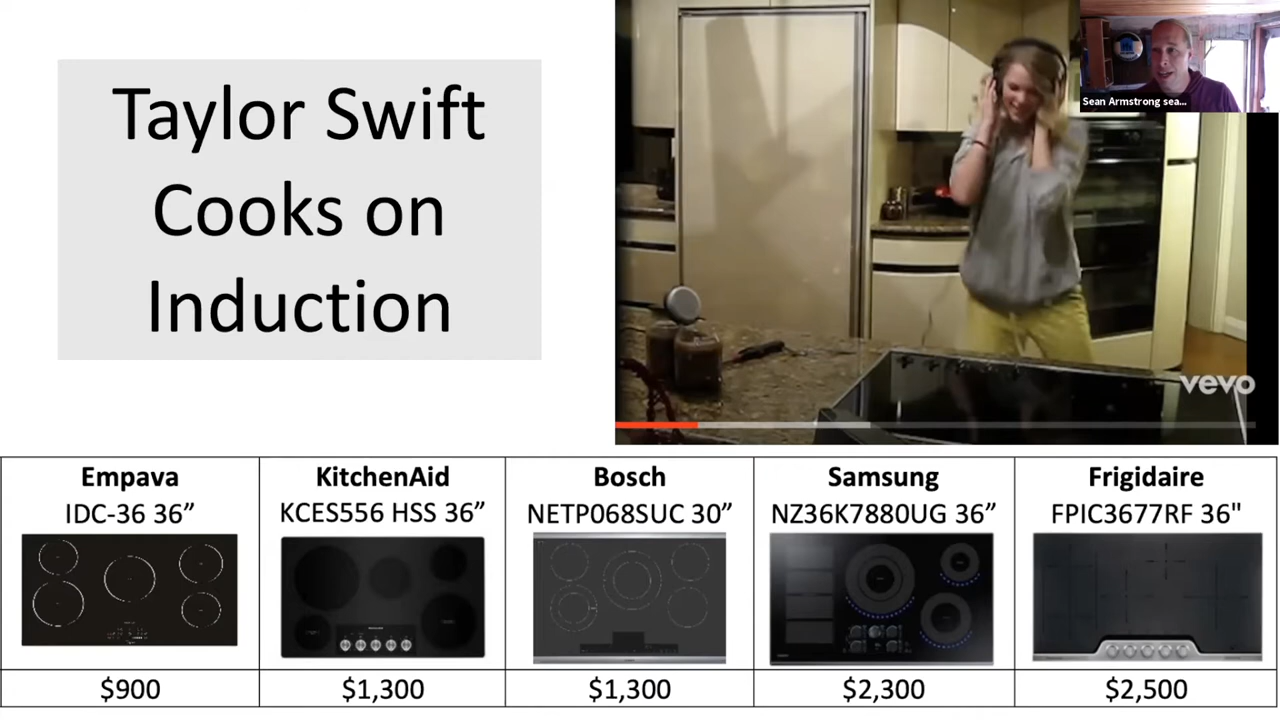 Taylor Swift
Cooks on
Induction
Sean Armstrong sea...
vevo
Empava
IDC-36 36”
$900
KitchenAid
KCES556 HSS 36”
$1,300
Bosch
NETP068SUC 30”
$1,300
Samsung
NZ36K7880UG 36”
$2,300
Frigidaire
FPIC3677RF 36"
$2,500